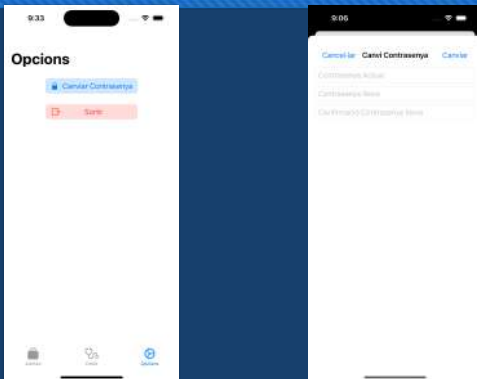 9:33
Opcions
Canviar Contrasenya
Sortir
Opcions
9:06
Cancel·lar Canvi Contrasenya Canviar
Contrasenya Actual
Contrasenya Nova
Confirmació Contrasenya Nova